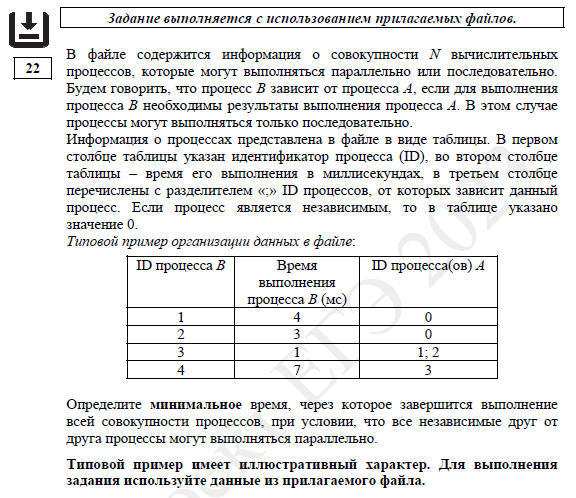 Задание выполняется с использованием прилагаемых файлов.
22
В файле содержится информация о совокупности N вычислительных
процессов, которые могут выполняться параллельно или последовательно.
Будем говорить, что процесс B зависит от процесса A, если для выполнения
процесса B необходимы результаты выполнения процесса A. В этом случае
процессы могут выполняться только последовательно.
Информация о процессах представлена в файле в виде таблицы. В первом
столбце таблицы указан идентификатор процесса (ID), во втором столбце
таблицы – время его выполнения в миллисекундах, в третьем столбце
перечислены с разделителем «;» ID процессов, от которых зависит данный
процесс. Если процесс является независимым, то в таблице указано
значение 0.
Типовой пример организации данных в файле:
ID процесса B Время выполнения процесса B (мс) ID процесса(ов) A
1 4 0
2 3 0
3 1 1; 2
4 7 3
Определите минимальное время, через которое завершится выполнение
всей совокупности процессов, при условии, что все независимые друг от
друга процессы могут выполняться параллельно.
Типовой пример имеет иллюстративный характер. Для выполнения
задания используйте данные из прилагаемого файла.